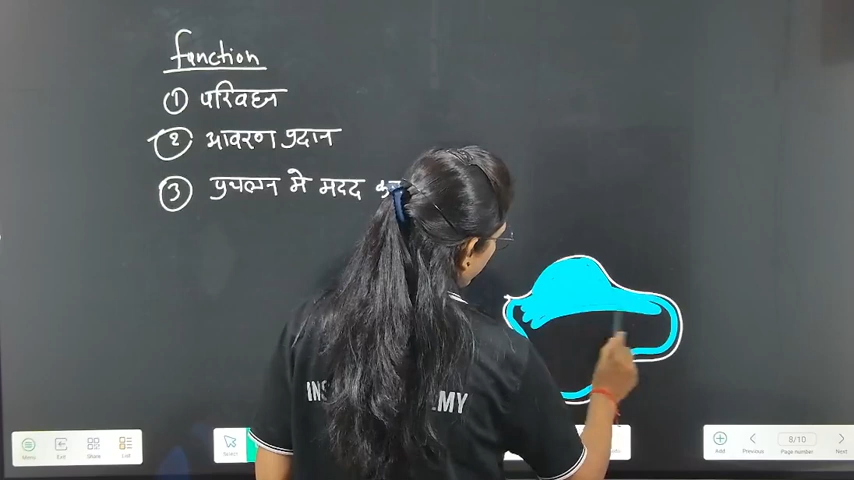 function
① परिवहन
② आवरण प्रदान
③ प्रचलन मे मदद
INS MY
Menu Exit Share List
Add Previous 8/10 Page number Next